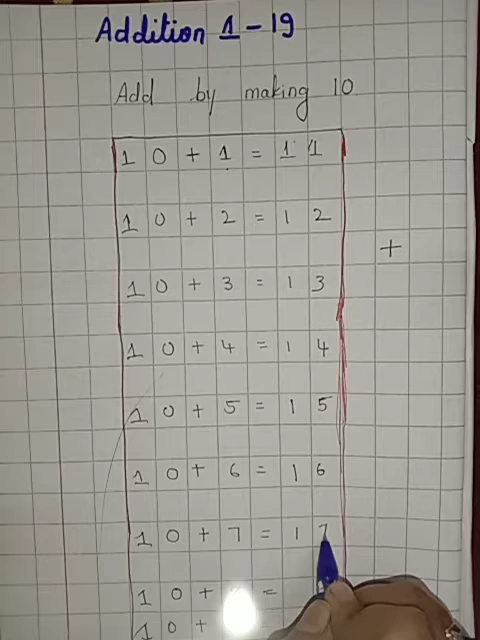 Addition 1 - 19
Add by making 10
10 + 1 = 11
10 + 2 = 12
+
10 + 3 = 13
10 + 4 = 14
10 + 5 = 15
10 + 6 = 16
10 + 7 = 17
10 + =
10 +